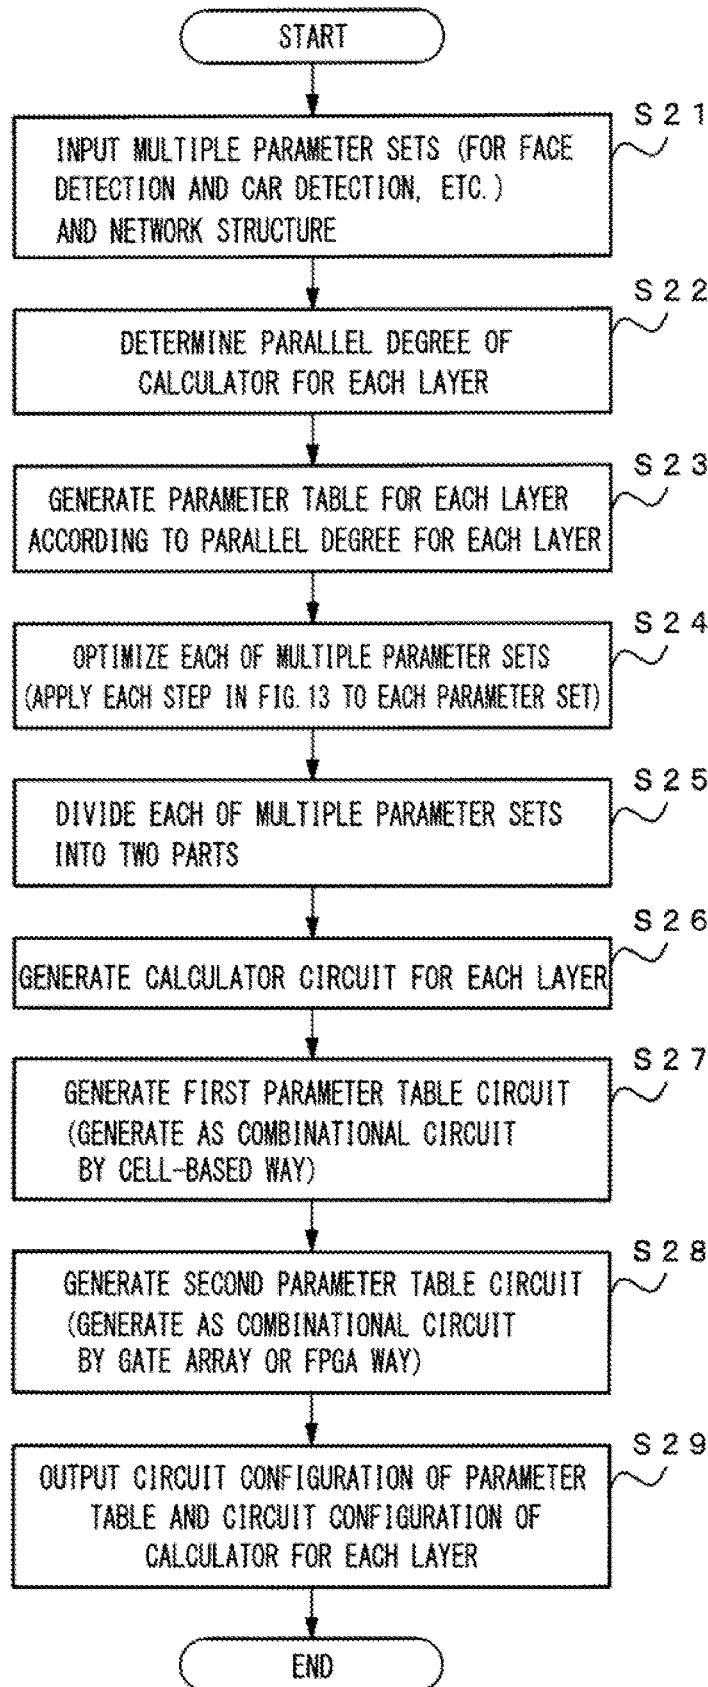 START
S21
INPUT MULTIPLE PARAMETER SETS (FOR FACE
DETECTION AND CAR DETECTION, ETC.)
AND NETWORK STRUCTURE
S22
DETERMINE PARALLEL DEGREE OF
CALCULATOR FOR EACH LAYER
S23
GENERATE PARAMETER TABLE FOR EACH LAYER
ACCORDING TO PARALLEL DEGREE FOR EACH LAYER
S24
OPTIMIZE EACH OF MULTIPLE PARAMETER SETS
(APPLY EACH STEP IN FIG.13 TO EACH PARAMETER SET)
S25
DIVIDE EACH OF MULTIPLE PARAMETER SETS
INTO TWO PARTS
S26
GENERATE CALCULATOR CIRCUIT FOR EACH LAYER
S27
GENERATE FIRST PARAMETER TABLE CIRCUIT
(GENERATE AS COMBINATIONAL CIRCUIT
BY CELL-BASED WAY)
S28
GENERATE SECOND PARAMETER TABLE CIRCUIT
(GENERATE AS COMBINATIONAL CIRCUIT
BY GATE ARRAY OR FPGA WAY)
S29
OUTPUT CIRCUIT CONFIGURATION OF PARAMETER
TABLE AND CIRCUIT CONFIGURATION OF
CALCULATOR FOR EACH LAYER
END